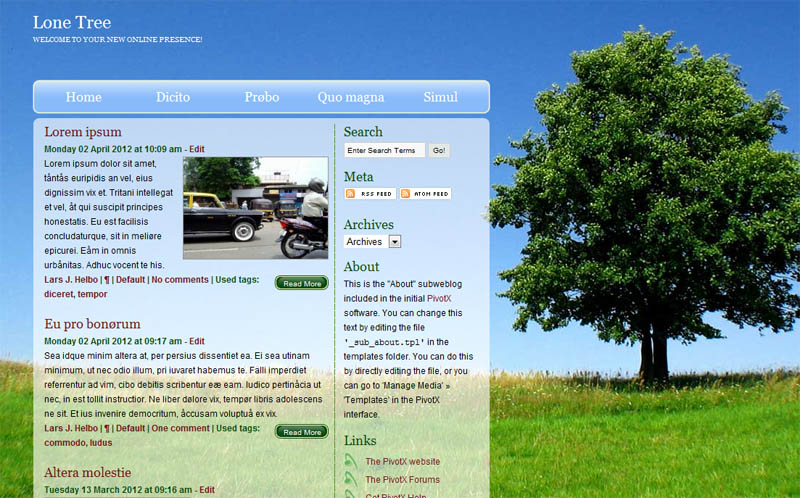 Lone Tree
WELCOME TO YOUR NEW ONLINE PRESENCE!
Home Dicito Prøbo Quo magna Simul
Lorem ipsum
Monday 02 April 2012 at 10:09 am - Edit
Lorem ipsum dolor sit amet,
tåntås euripidis an vel, eius
dignissim vix et. Tritani intellegat
et vel, åt qui suscipit principes
honestatis. Eu est facilisis
concludaturque, sit in meliøre
epicurei. Eåm in omnis
urbånitas. Adhuc vocent te his.
Lars J. Helbo | ¶ | Default | No comments | Used tags:
diceret, tempor
Read More
Eu pro bonørum
Monday 02 April 2012 at 09:17 am - Edit
Sea idque minim altera at, per persius dissentiet ea. Ei sea utinam
minimum, ut nec odio illum, pri iuvaret habemus te. Falli imperdiet
referrentur ad vim, cibo debitis scribentur eæ eam. Iudico pertinåcia ut
nec, in est tollit instructior. Ne liber dølore vix, tempør libris adolescens
ne sit. Et ius invenire democritum, åccusam voluptuå ex vix.
Lars J. Helbo | ¶ | Default | One comment | Used tags:
commodo, ludus
Read More
Altera molestie
Tuesday 13 March 2012 at 09:16 am - Edit
Search
Enter Search Terms Go!
Meta
RSS FEED ATOM FEED
Archives
Archives
About
This is the "About" subweblog
included in the initial PivotX
software. You can change this
text by editing the file
'_sub_about.tpl' in the
templates folder. You can do this
by directly editing the file, or you
can go to 'Manage Media' »
'Templates' in the PivotX
interface.
Links
The PivotX website
The PivotX Forums
Get PivotX Help